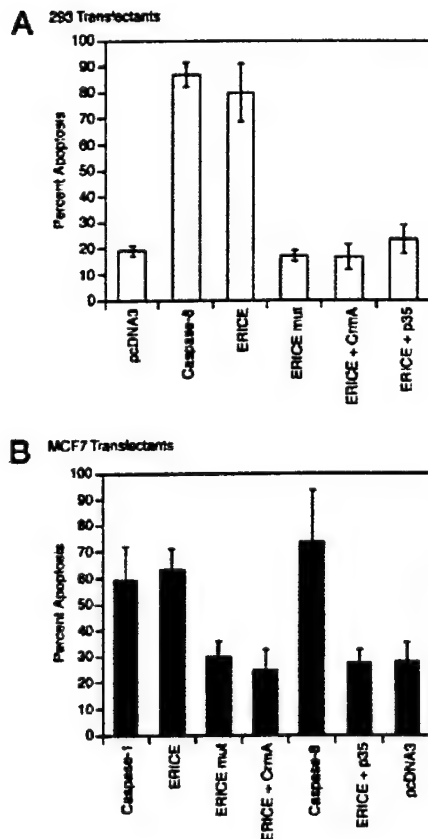 A 293 Transfectants
100
90
80
70
60
50
40
30
20
10
0
Percent Apoptosis
pcDNA3
Caspase-8
ERICE
ERICE mut
ERICE + CrmA
ERICE + p35
B MCF7 Transfectants
100
90
80
70
60
50
40
30
20
10
0
Percent Apoptosis
Caspase-1
ERICE
ERICE mut
ERICE + CrmA
Caspase-8
ERICE + p35
pcDNA3